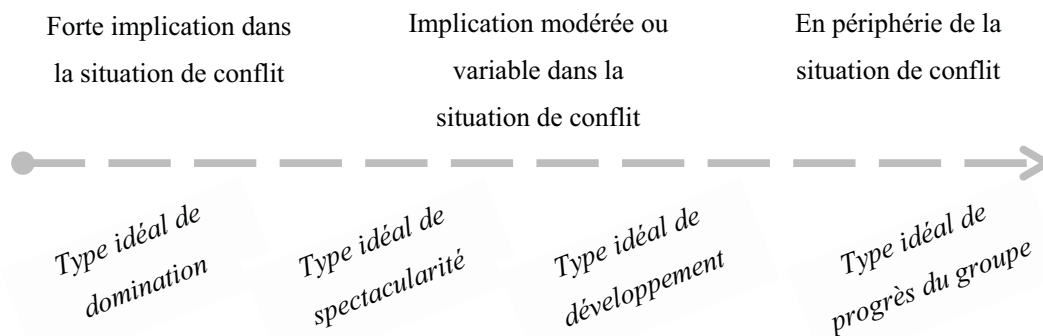 Forte implication dans
la situation de conflit
Implication modérée ou
variable dans la
situation de conflit
En périphérie de la
situation de conflit
Type idéal de
domination
Type idéal de
spectacularité
Type idéal de
développement
Type idéal de
progrès du groupe